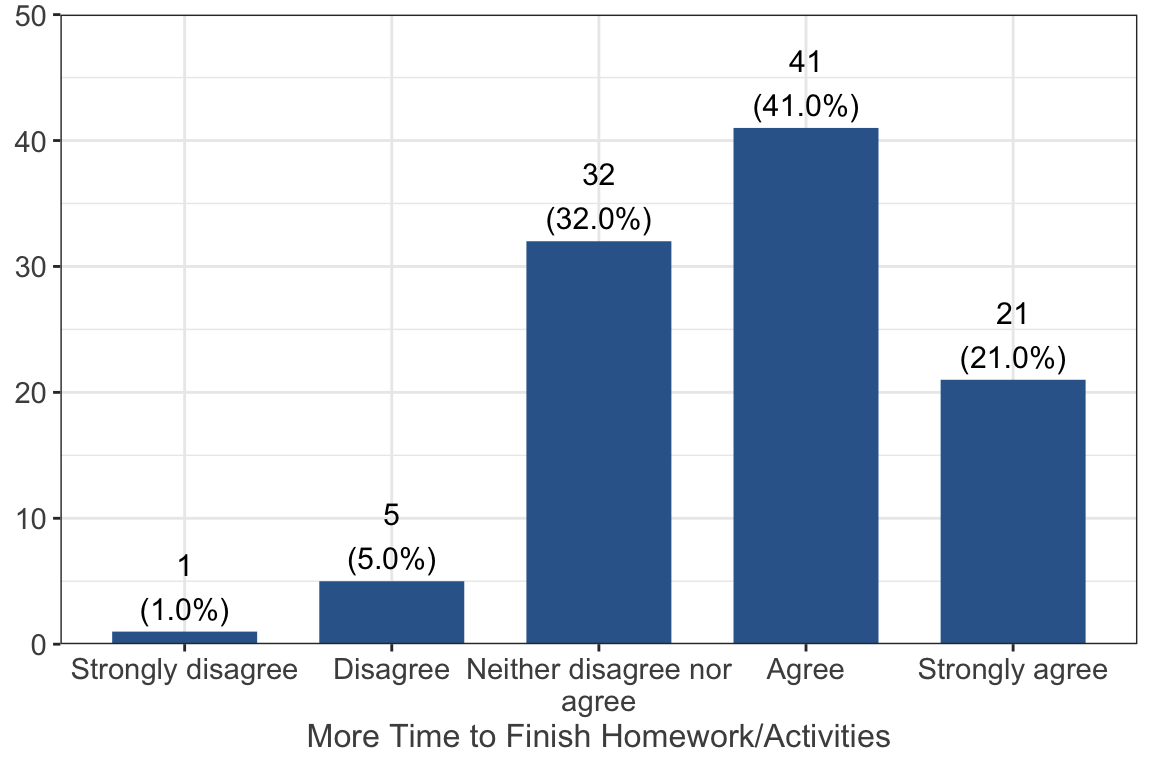 50
40
30
20
10
0
1
(1.0%)
5
(5.0%)
32
(32.0%)
41
(41.0%)
21
(21.0%)
Strongly disagree
Disagree
Neither disagree nor
agree
Agree
Strongly agree
More Time to Finish Homework/Activities